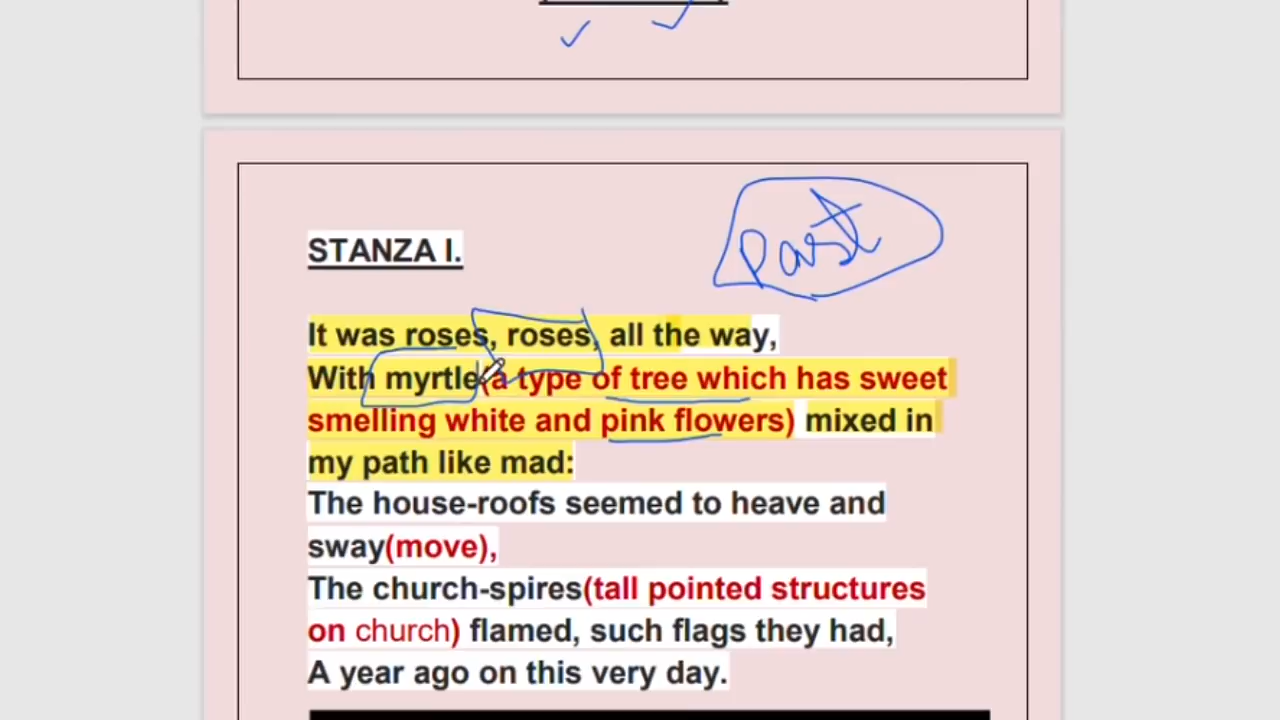 STANZA I.
Past
It was roses, roses, all the way,
With myrtle(a type of tree which has sweet
smelling white and pink flowers) mixed in
my path like mad:
The house-roofs seemed to heave and
sway(move),
The church-spires(tall pointed structures
on church) flamed, such flags they had,
A year ago on this very day.